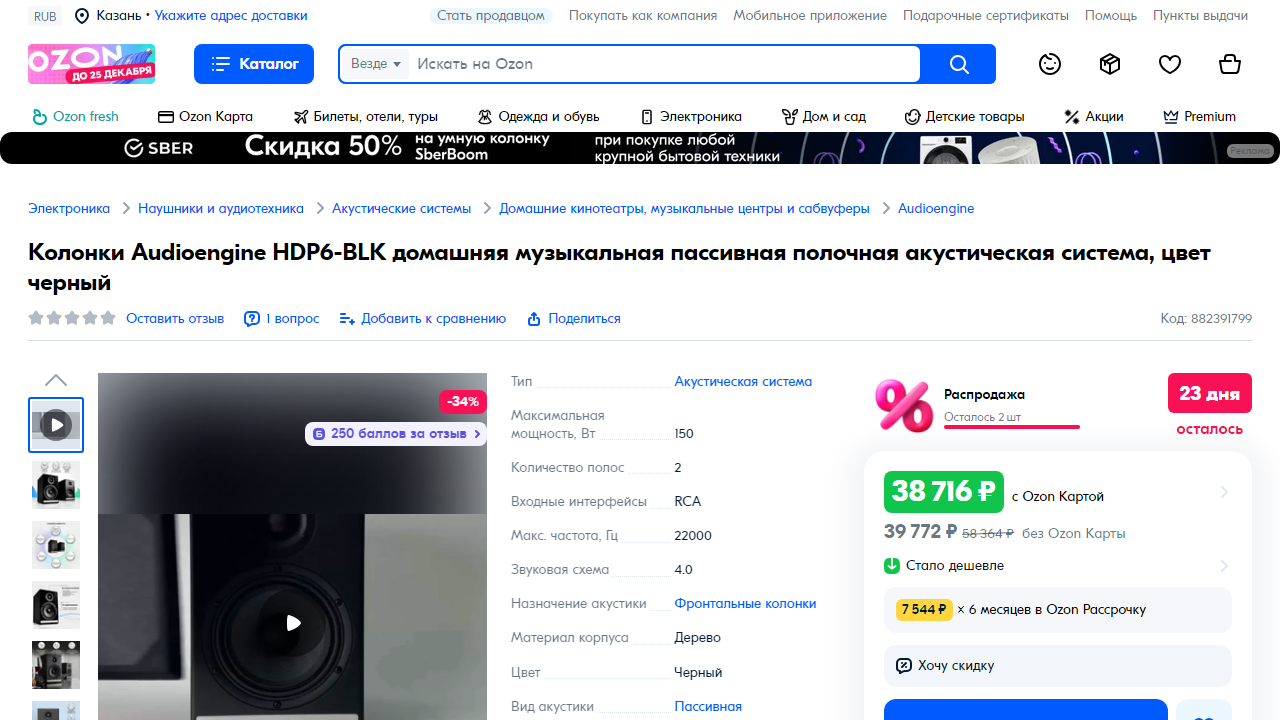 RUB
Казань • Укажите адрес доставки
Стать продавцом
Покупать как компания
Мобильное приложение
Подарочные сертификаты
Помощь
Пункты выдачи
OZON
ДО 25 ДЕКАБРЯ
Каталог
Везде
Искать на Ozon
Ozon fresh
Ozon Карта
Билеты, отели, туры
Одежда и обувь
Электроника
Дом и сад
Детские товары
Акции
Premium
SBER
Скидка 50%
на умную колонку
SberBoom
при покупке любой
крупной бытовой техники
Реклама
Электроника
Наушники и аудиотехника
Акустические системы
Домашние кинотеатры, музыкальные центры и сабвуферы
Audioengine
Колонки Audioengine HDP6-BLK домашняя музыкальная пассивная полочная акустическая система, цвет
черный
Оставить отзыв
1 вопрос
Добавить к сравнению
Поделиться
Код: 882391799
-34%
Б 250 баллов за отзыв
Тип
Акустическая система
Максимальная
мощность, Вт
150
Количество полос
2
Входные интерфейсы
RCA
Макс. частота, Гц
22000
Звуковая схема
4.0
Назначение акустики
Фронтальные колонки
Материал корпуса
Дерево
Цвет
Черный
Вид акустики
Пассивная
%
Распродажа
Осталось 2 шт
23 дня
осталось
38 716 ₽
с Ozon Картой
39 772 ₽ 58 364 ₽ без Ozon Карты
Стало дешевле
7 544 ₽ × 6 месяцев в Ozon Рассрочку
Хочу скидку